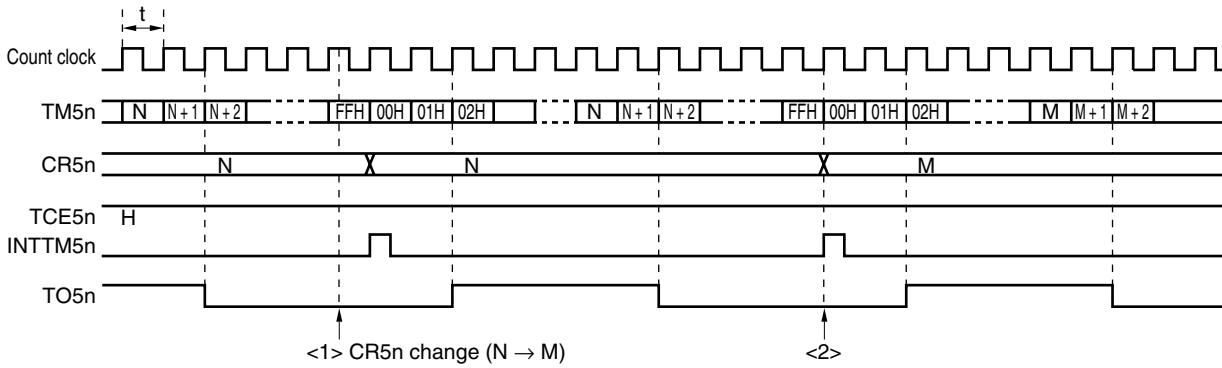 t
Count clock
TM5n N N + 1 N + 2 FFH 00H 01H 02H N N + 1 N + 2 FFH 00H 01H 02H M M + 1 M + 2
CR5n N N M
TCE5n H
INTTM5n
TO5n
<1> CR5n change (N → M) <2>